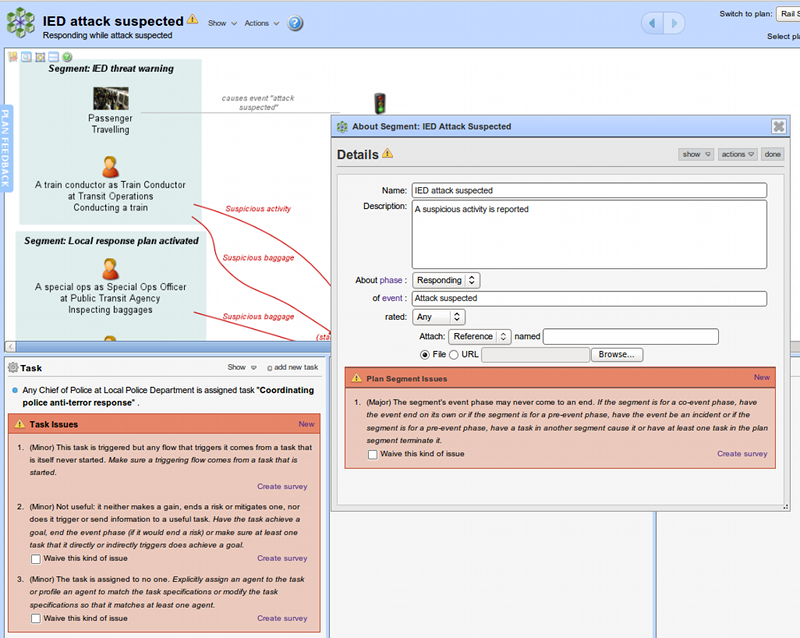 IED attack suspected
Show
Actions
?
Responding while attack suspected
Switch to plan:
Rail S
Select pla
PLAN FEEDBACK
Segment: IED threat warning
Passenger
Travelling
causes event "attack
suspected"
A train conductor as Train Conductor
at Transit Operations
Conducting a train
Suspicious activity
Segment: Local response plan activated
Suspicious baggage
A special ops as Special Ops Officer
at Public Transit Agency
Inspecting baggages
Suspicious baggage
(sta
About Segment: IED Attack Suspected
Details
show
actions
done
Name:
IED attack suspected
Description:
A suspicious activity is reported
About phase :
Responding
of event :
Attack suspected
rated:
Any
Attach:
Reference
named
File
URL
Browse...
Plan Segment Issues
New
1. (Major) The segment's event phase may never come to an end. If the segment is for a co-event phase, have
the event end on its own or if the segment is for a pre-event phase, have the event be an incident or if the
segment is for a pre-event phase, have a task in another segment cause it or have at least one task in the plan
segment terminate it.
Waive this kind of issue
Create survey
Task
Show
add new task
Any Chief of Police at Local Police Department is assigned task "Coordinating
police anti-terror response" .
Task Issues
New
1. (Minor) This task is triggered but any flow that triggers it comes from a task that
is itself never started. Make sure a triggering flow comes from a task that is
started.
Create survey
2. (Minor) Not useful: it neither makes a gain, ends a risk or mitigates one, nor
does it trigger or send information to a useful task. Have the task achieve a
goal, end the event phase (if it would end a risk) or make sure at least one
task that it directly or indirectly triggers does achieve a goal.
Waive this kind of issue
Create survey
3. (Minor) The task is assigned to no one. Explicitly assign an agent to the task
or profile an agent to match the task specifications or modify the task
specifications so that it matches at least one agent.
Waive this kind of issue
Create survey